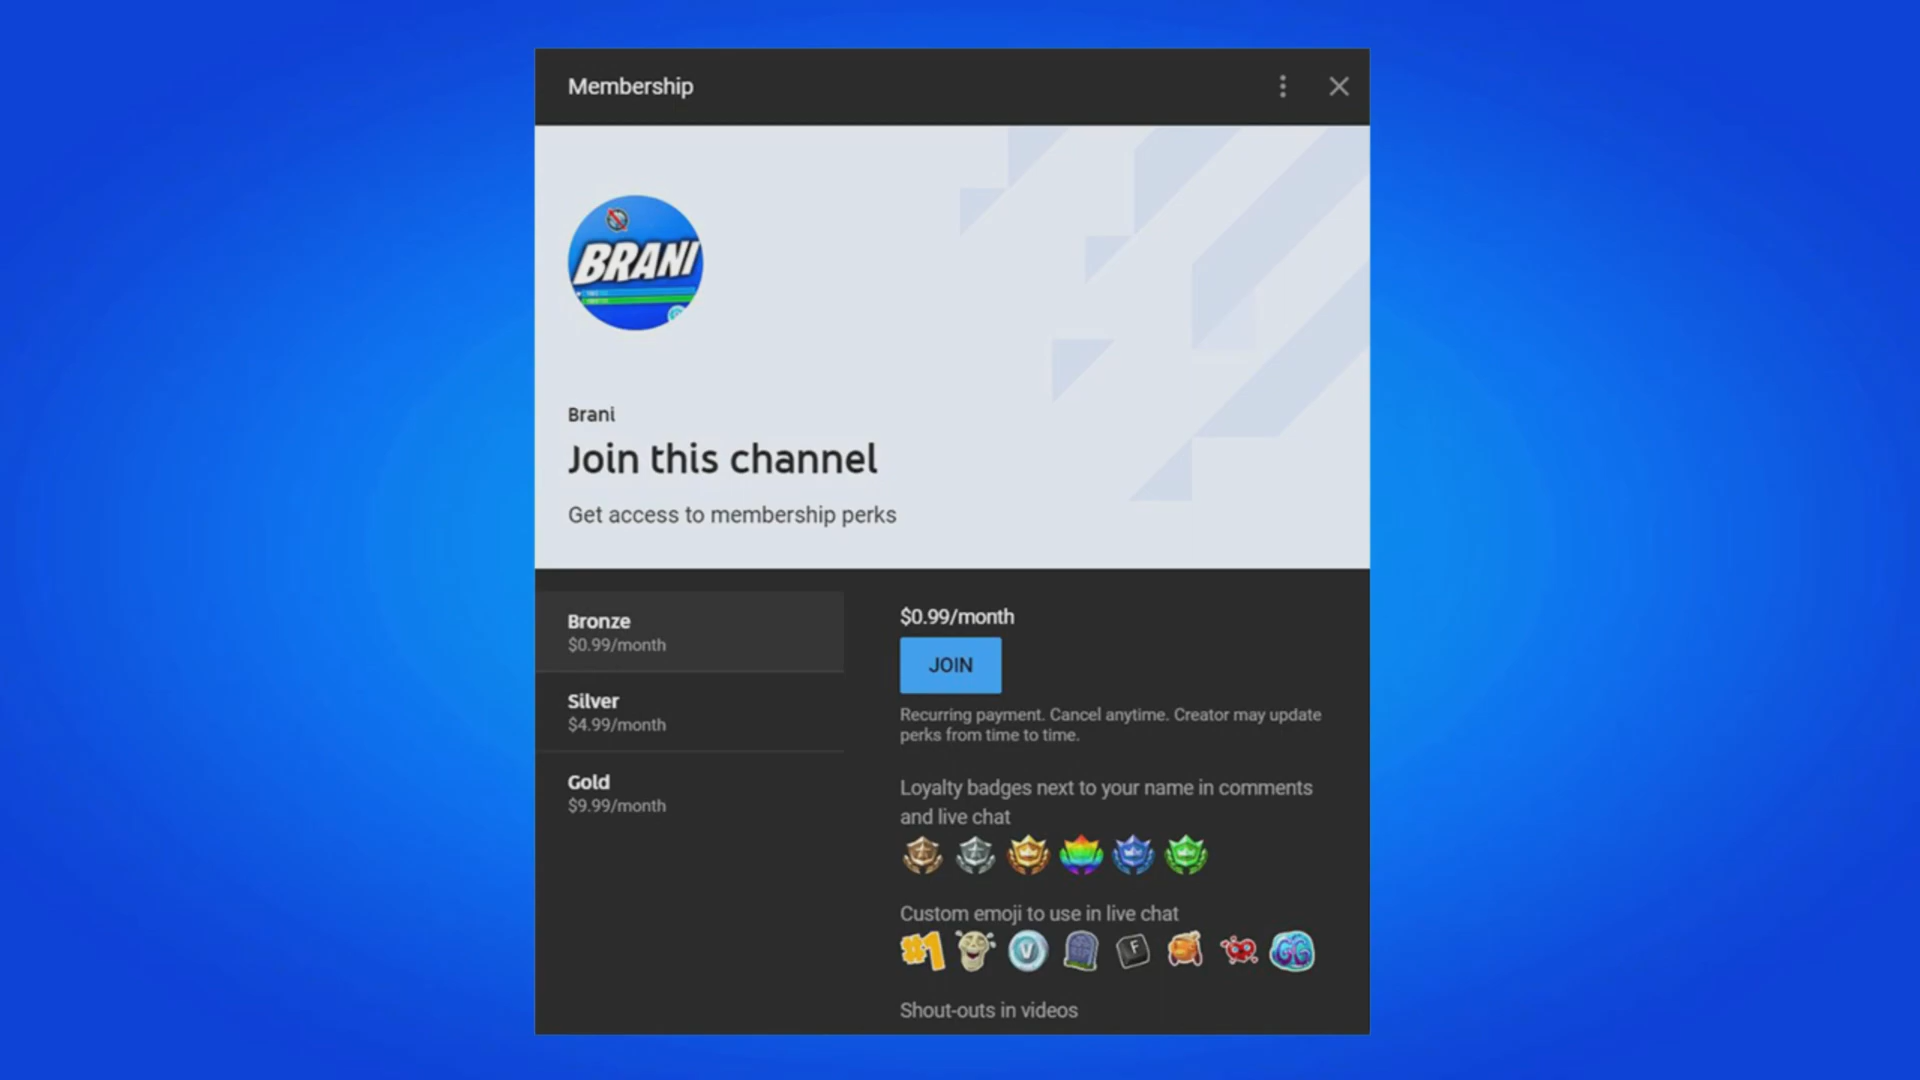 Membership
BRANI
Brani
Join this channel
Get access to membership perks
Bronze
$0.99/month
Silver
$4.99/month
Gold
$9.99/month
$0.99/month
JOIN
Recurring payment. Cancel anytime. Creator may update
perks from time to time.
Loyalty badges next to your name in comments
and live chat
Custom emoji to use in live chat
#1 V F GG
Shout-outs in videos